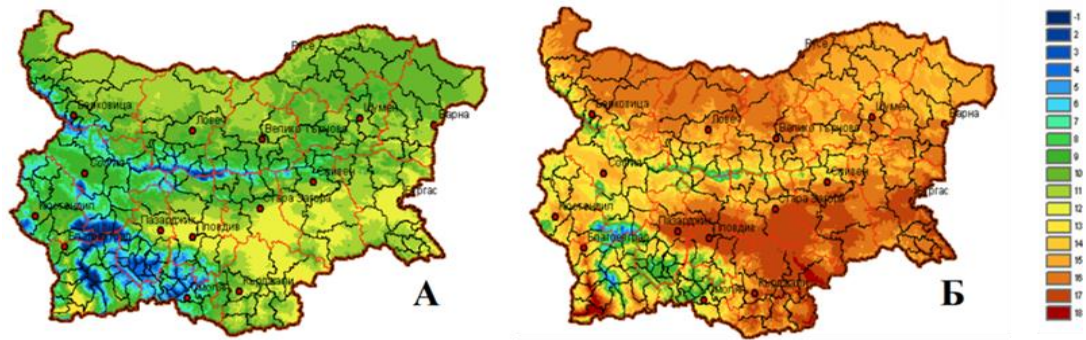 Русе
Берковица
Шумен
Варна
Ловеч
Велико Търново
София
Сливен
Бургас
Кюстендил
Стара Загора
Пазарджик
Пловдив
Благоевград
Смолян
Кърджали
А
Русе
Берковица
Шумен
Варна
Ловеч
Велико Търново
София
Сливен
Бургас
Кюстендил
Стара Загора
Пазарджик
Пловдив
Благоевград
Смолян
Кърджали
Б
-1
2
3
4
5
6
7
8
9
10
11
12
13
14
15
16
17
18